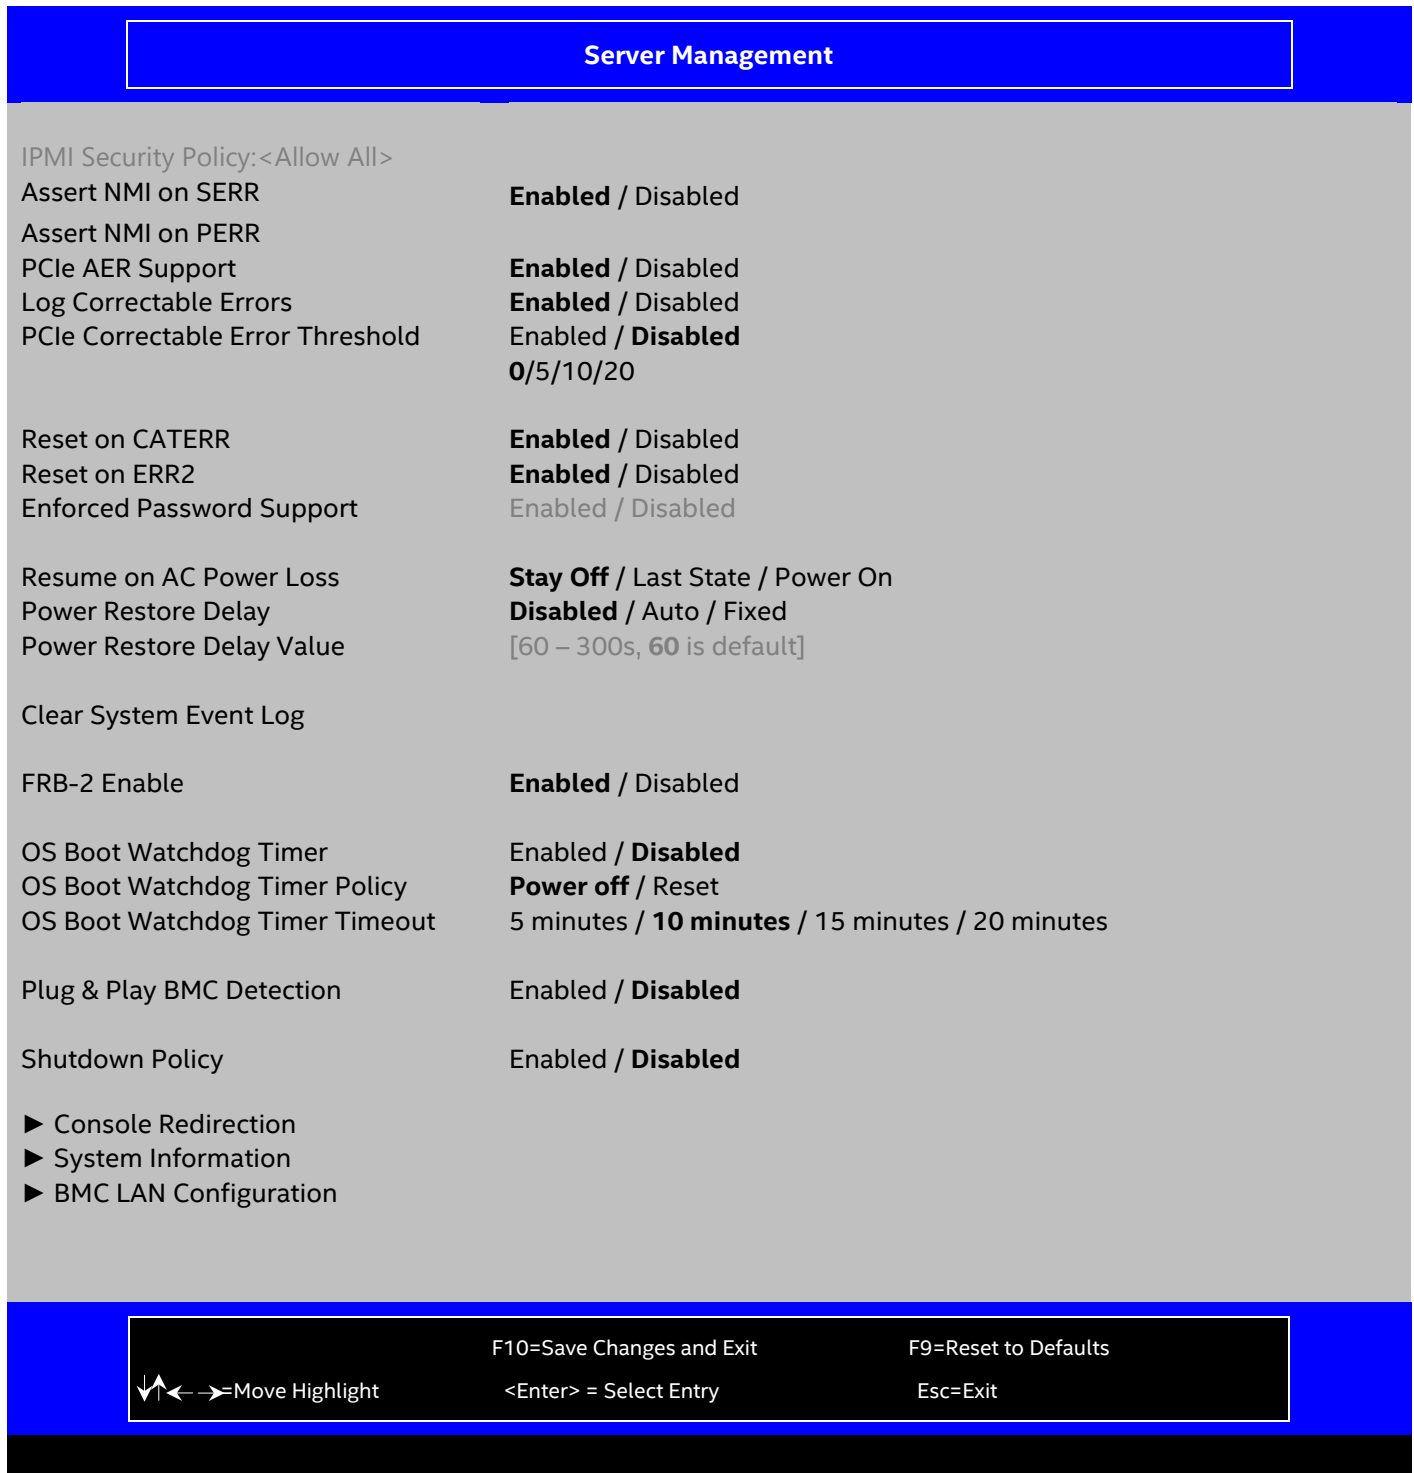 Server Management
IPMI Security Policy:<Allow All>
Assert NMI on SERR Enabled / Disabled
Assert NMI on PERR
PCIe AER Support Enabled / Disabled
Log Correctable Errors Enabled / Disabled
PCIe Correctable Error Threshold Enabled / Disabled
0/5/10/20
Reset on CATERR Enabled / Disabled
Reset on ERR2 Enabled / Disabled
Enforced Password Support Enabled / Disabled
Resume on AC Power Loss Stay Off / Last State / Power On
Power Restore Delay Disabled / Auto / Fixed
Power Restore Delay Value [60 – 300s, 60 is default]
Clear System Event Log
FRB-2 Enable Enabled / Disabled
OS Boot Watchdog Timer Enabled / Disabled
OS Boot Watchdog Timer Policy Power off / Reset
OS Boot Watchdog Timer Timeout 5 minutes / 10 minutes / 15 minutes / 20 minutes
Plug & Play BMC Detection Enabled / Disabled
Shutdown Policy Enabled / Disabled
► Console Redirection
► System Information
► BMC LAN Configuration
F10=Save Changes and Exit F9=Reset to Defaults
↓↑← →=Move Highlight <Enter> = Select Entry Esc=Exit